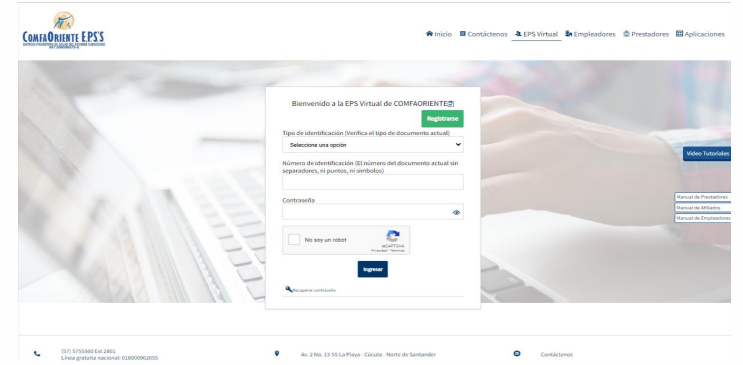 COMFAORIENTE EPS'S
Inicio
Contáctenos
EPS Virtual
Empleadores
Prestadores
Aplicaciones
Bienvenido a la EPS Virtual de COMFAORIENTE
Registrarse
Tipo de identificación (Verifica el tipo de documento actual)
Seleccione una opción
Número de identificación (El número del documento actual sin
separadores, ni puntos, ni simbolos)
Contraseña
No soy un robot
reCAPTCHA
Privacidad - Términos
Ingresar
Recuperar contraseña
Video Tutoriales
Manual de Prestadores
Manual de Afiliados
Manual de Empleadores
(57) 5755360 Ext 2801
Línea gratuita nacional: 018000962055
Av. 2 No. 13-55 La Playa - Cúcuta - Norte de Santander
Contáctenos